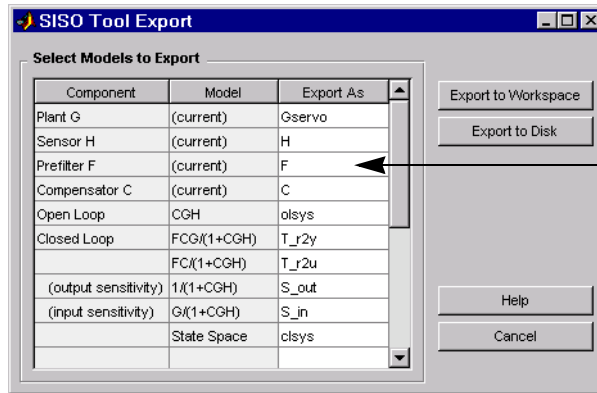 SISO Tool Export
Select Models to Export
Component Model Export As
Plant G (current) Gservo
Sensor H (current) H
Prefilter F (current) F
Compensator C (current) C
Open Loop CGH olsys
Closed Loop FCG/(1+CGH) T_r2y
FC/(1+CGH) T_r2u
(output sensitivity) 1/(1+CGH) S_out
(input sensitivity) G/(1+CGH) S_in
State Space clsys
Export to Workspace
Export to Disk
Help
Cancel